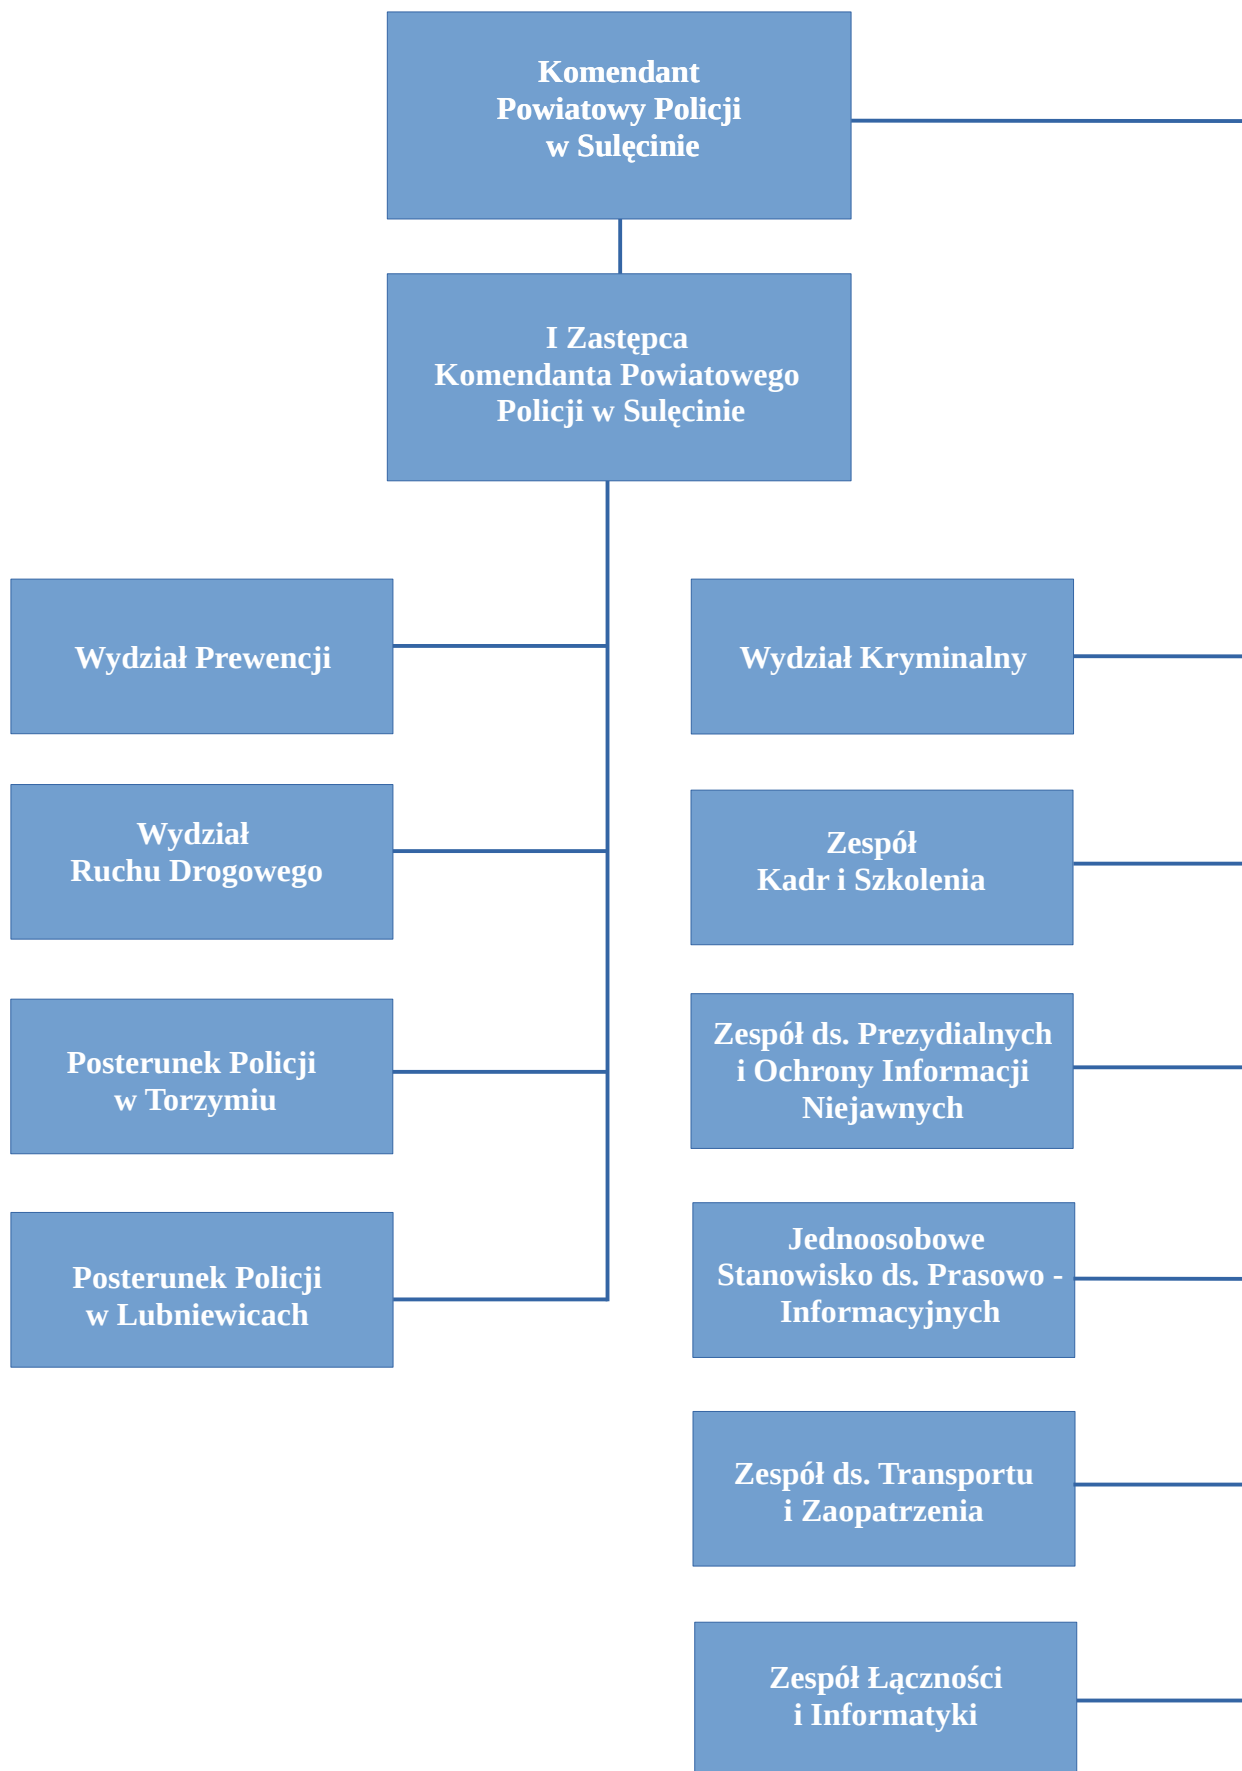 Komendant
Powiatowy Policji
w Sulęcinie
I Zastępca
Komendanta Powiatowego
Policji w Sulęcinie
Wydział Prewencji
Wydział
Ruchu Drogowego
Posterunek Policji
w Torzymiu
Posterunek Policji
w Lubniewicach
Wydział Kryminalny
Zespół
Kadr i Szkolenia
Zespół ds. Prezydialnych
i Ochrony Informacji
Niejawnych
Jednoosobowe
Stanowisko ds. Prasowo -
Informacyjnych
Zespół ds. Transportu
i Zaopatrzenia
Zespół Łączności
i Informatyki